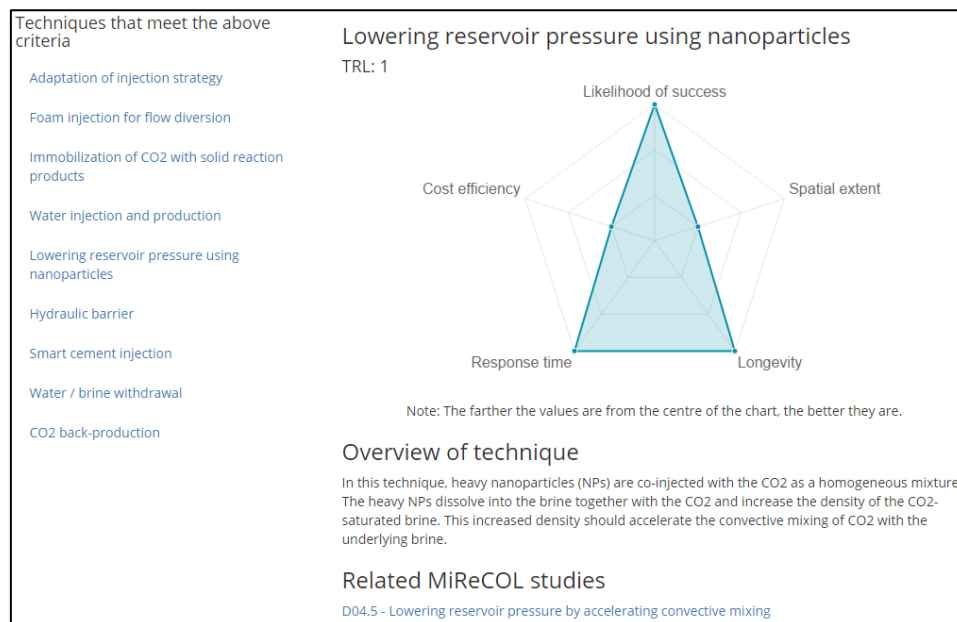 Techniques that meet the above
criteria
Adaptation of injection strategy
Foam injection for flow diversion
Immobilization of CO2 with solid reaction
products
Water injection and production
Lowering reservoir pressure using
nanoparticles
Hydraulic barrier
Smart cement injection
Water / brine withdrawal
CO2 back-production
Lowering reservoir pressure using nanoparticles
TRL: 1
Likelihood of success
Cost efficiency
Spatial extent
Response time
Longevity
Note: The farther the values are from the centre of the chart, the better they are.
Overview of technique
In this technique, heavy nanoparticles (NPs) are co-injected with the CO2 as a homogeneous mixture
The heavy NPs dissolve into the brine together with the CO2 and increase the density of the CO2-
saturated brine. This increased density should accelerate the convective mixing of CO2 with the
underlying brine.
Related MiReCOL studies
D04.5 - Lowering reservoir pressure by accelerating convective mixing